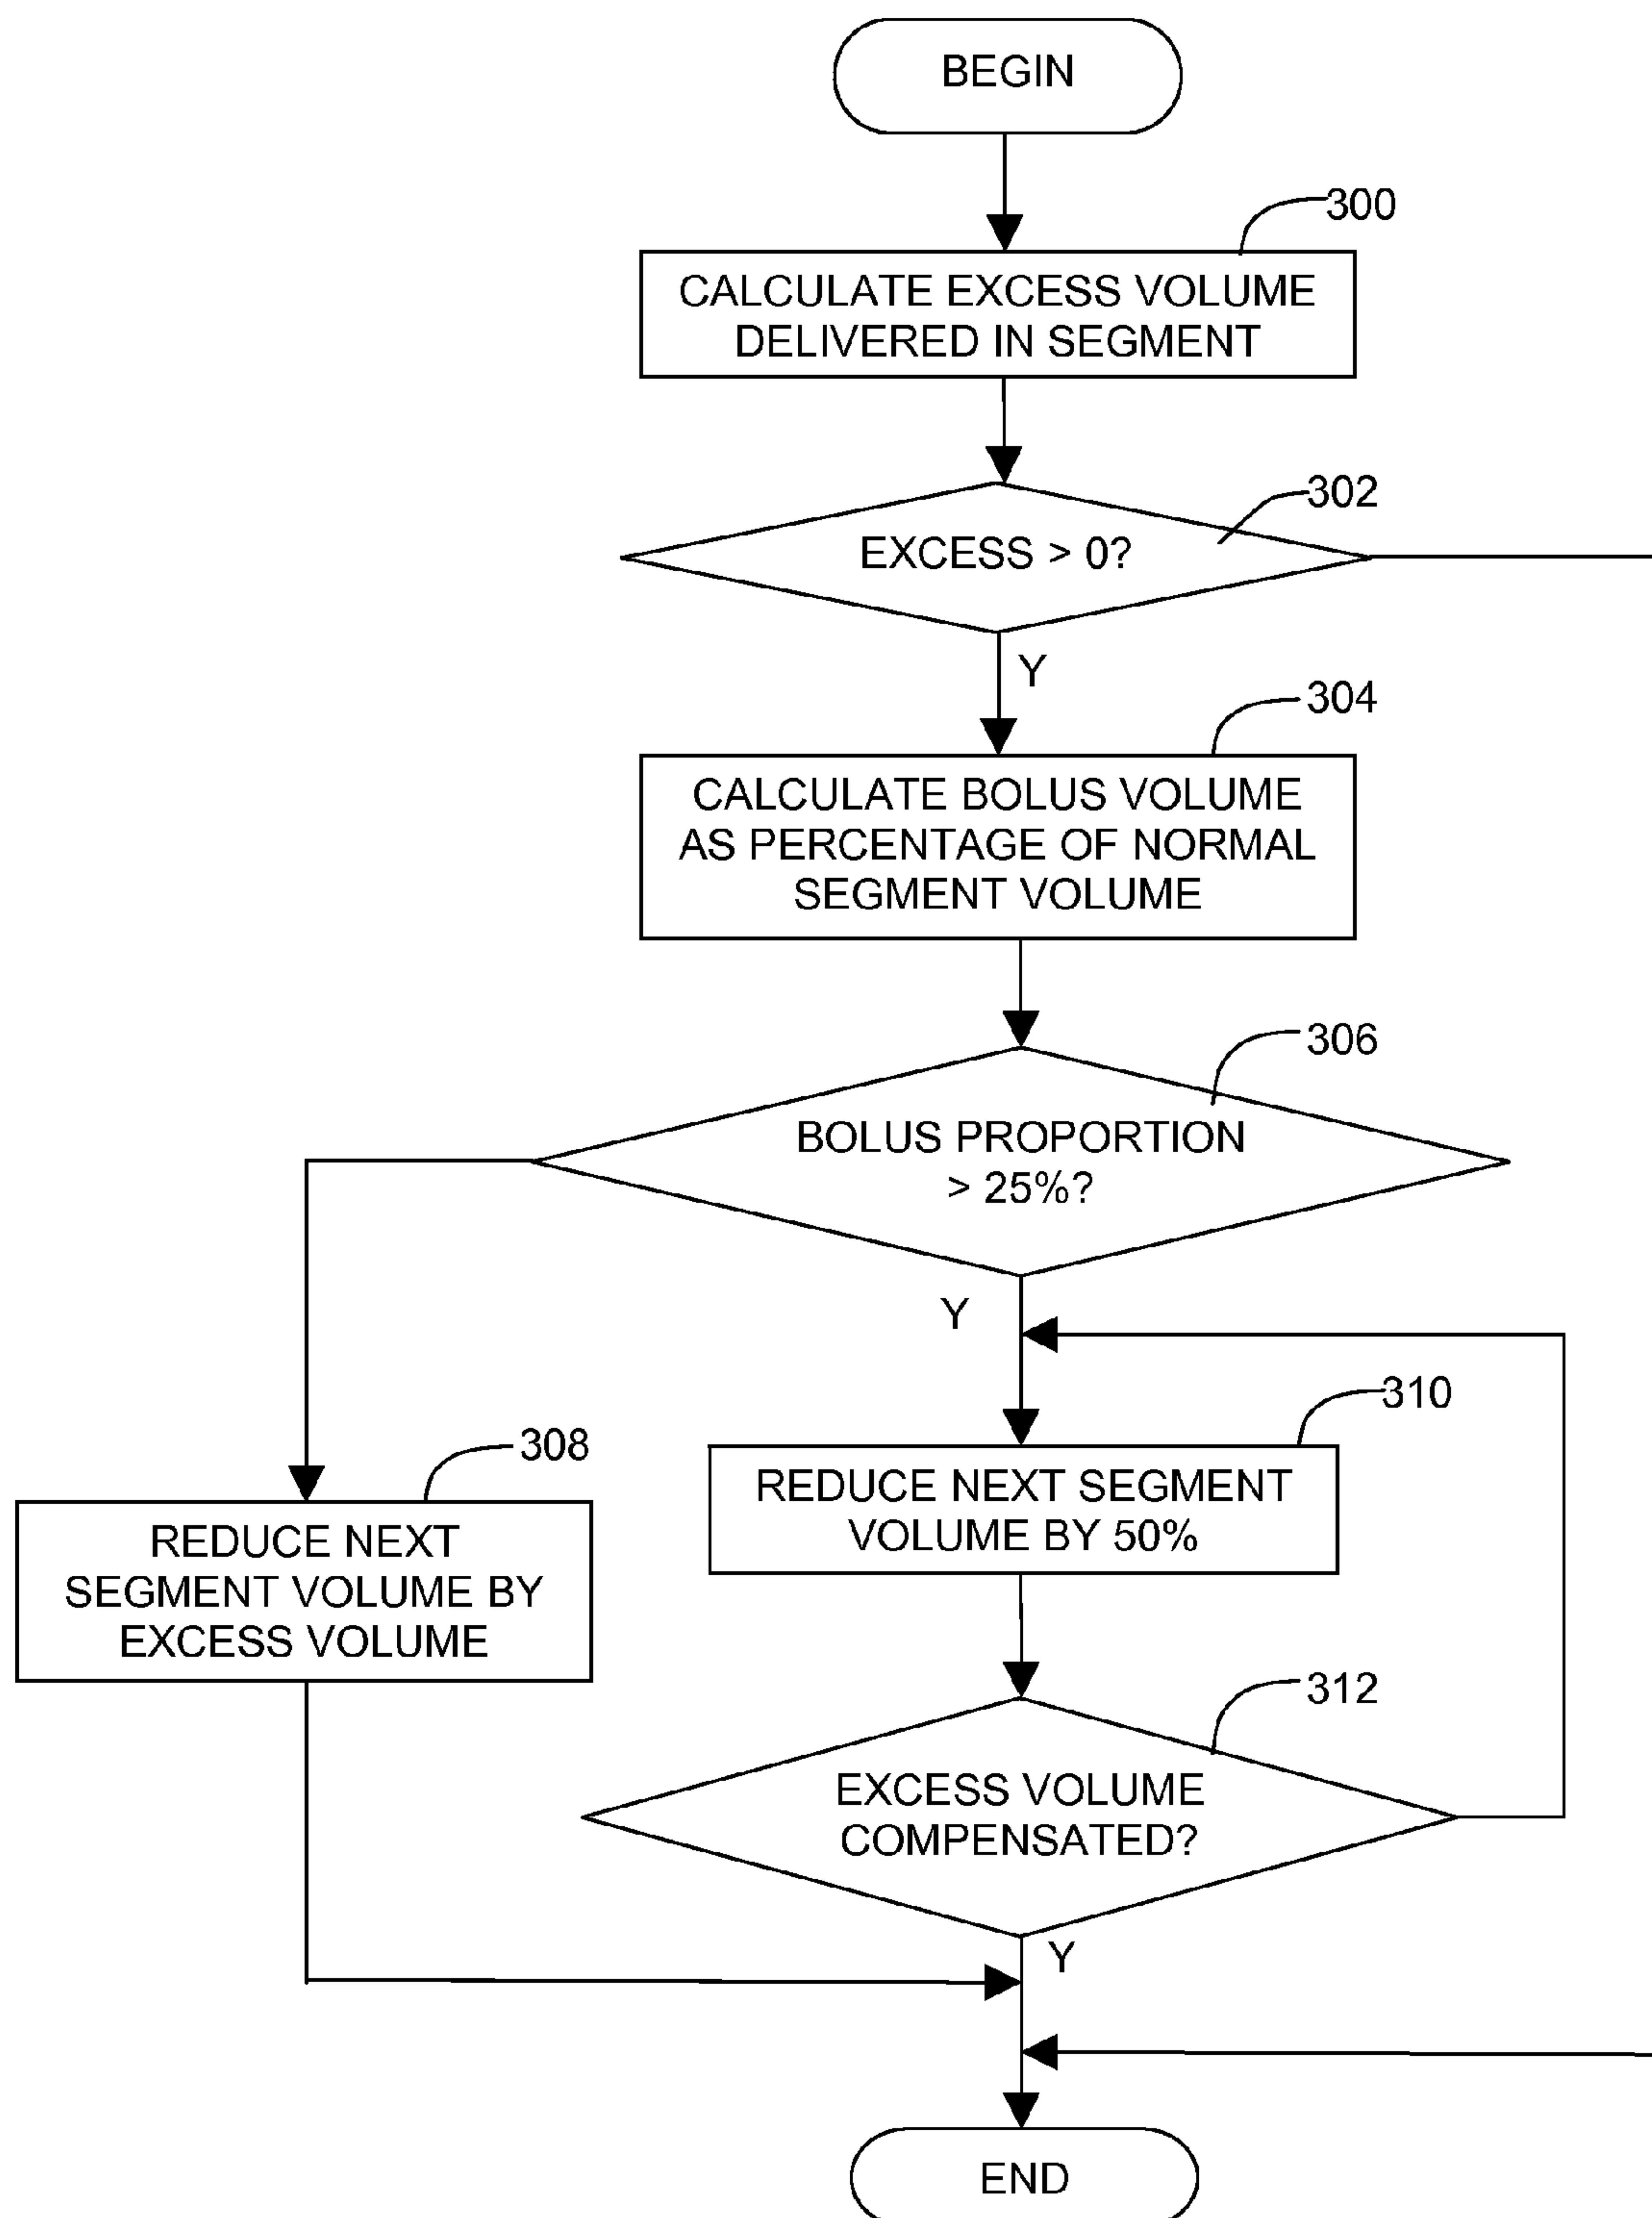 BEGIN
300
CALCULATE EXCESS VOLUME
DELIVERED IN SEGMENT
302
EXCESS > 0?
Y
304
CALCULATE BOLUS VOLUME
AS PERCENTAGE OF NORMAL
SEGMENT VOLUME
306
BOLUS PROPORTION
> 25%?
Y
310
REDUCE NEXT SEGMENT
VOLUME BY 50%
308
REDUCE NEXT
SEGMENT VOLUME BY
EXCESS VOLUME
312
EXCESS VOLUME
COMPENSATED?
Y
END